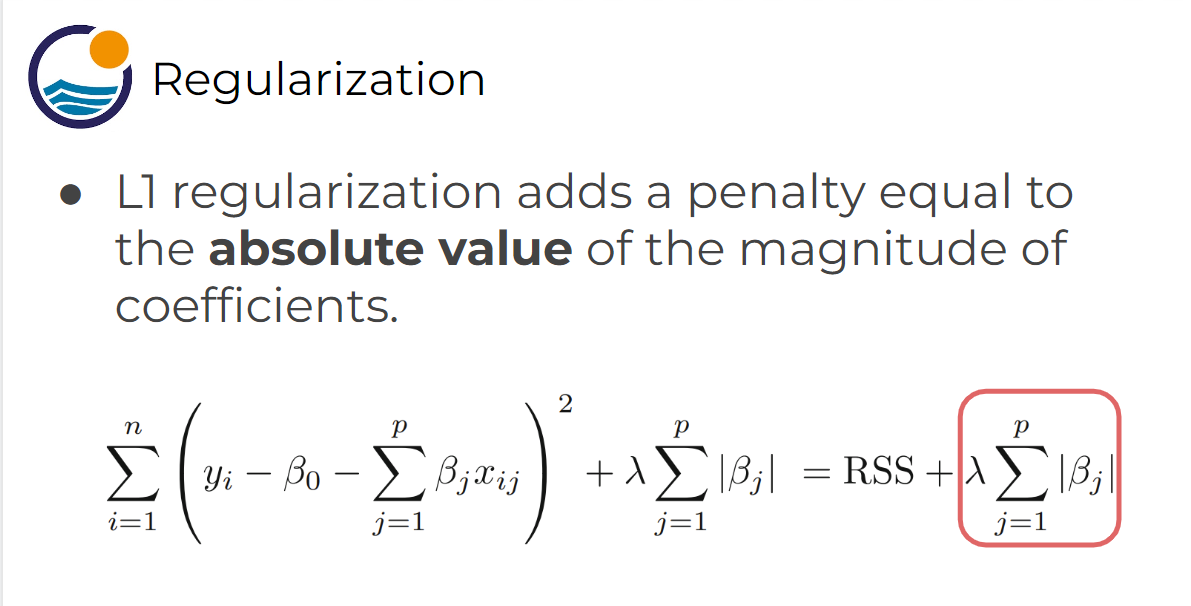 Regularization
● L1 regularization adds a penalty equal to
the absolute value of the magnitude of
coefficients.
$\sum_{i=1}^{n} \left( y_i - \beta_0 - \sum_{j=1}^{p} \beta_j x_{ij} \right)^2 + \lambda \sum_{j=1}^{p} |\beta_j| = \text{RSS} + \lambda \sum_{j=1}^{p} |\beta_j|$